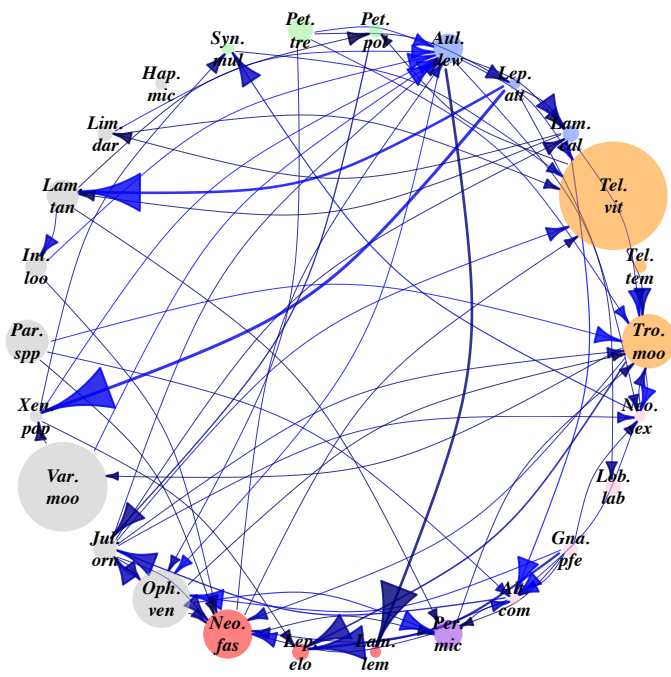 Pet.
tre
Pet.
pol
Aul.
dew
Lep.
att
Lam.
cal
Tel.
vit
Tel.
tem
Tro.
moo
Neo.
tex
Lob.
lab
Gna.
pfe
Alt.
com
Per.
mic
Lam.
lem
Lep.
elo
Neo.
fas
Oph.
ven
Jul.
orn
Var.
moo
Xen.
pap
Par.
spp
Int.
loo
Lam.
tan
Lim.
dar
Hap.
mic
Syn.
mul